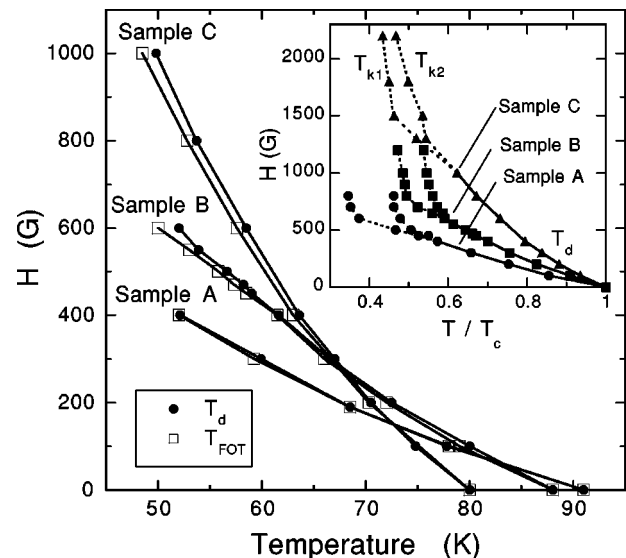 Sample C
Sample B
Sample A
H (G)
1000
800
600
400
200
0
50
60
70
80
90
Temperature (K)
T_d
T_FOT
2000
1500
1000
500
0
H (G)
0.4
0.6
0.8
1
T / T_c
T_k1
T_k2
Sample C
Sample B
Sample A
T_d